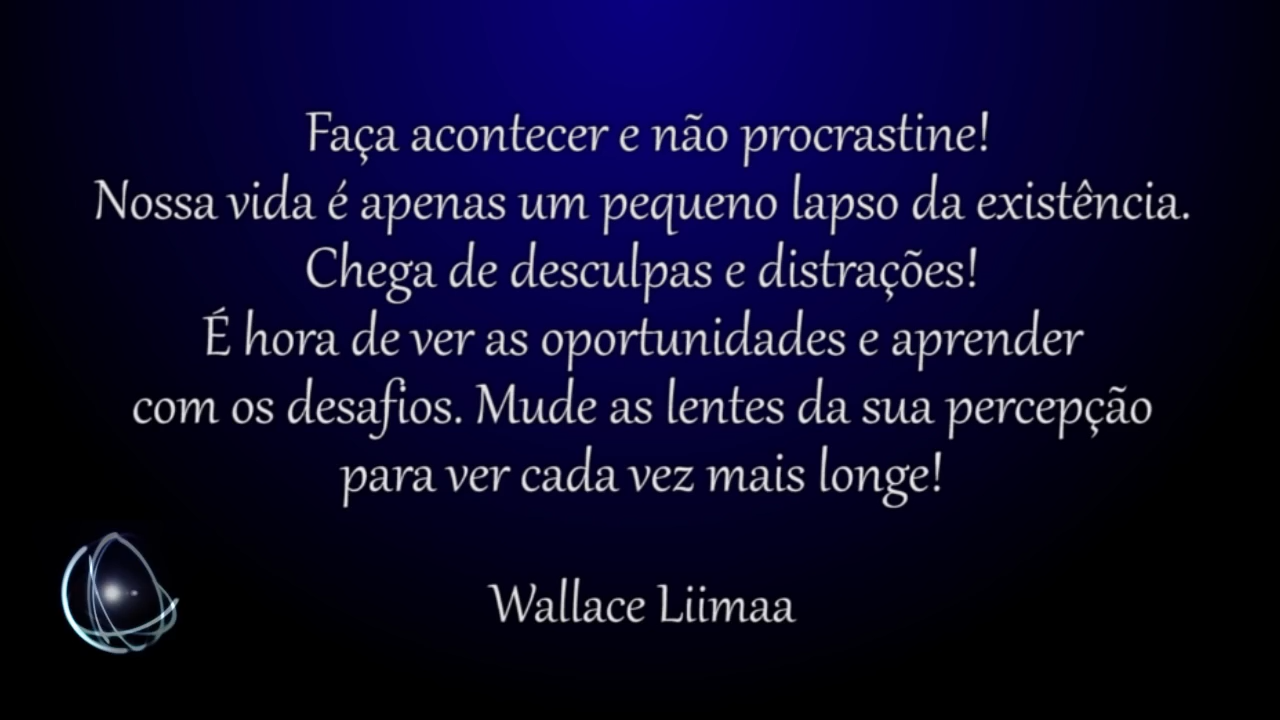 Faça acontecer e não procrastine!
Nossa vida é apenas um pequeno lapso da existência.
Chega de desculpas e distrações!
É hora de ver as oportunidades e aprender
com os desafios. Mude as lentes da sua percepção
para ver cada vez mais longe!
Wallace Liimaa